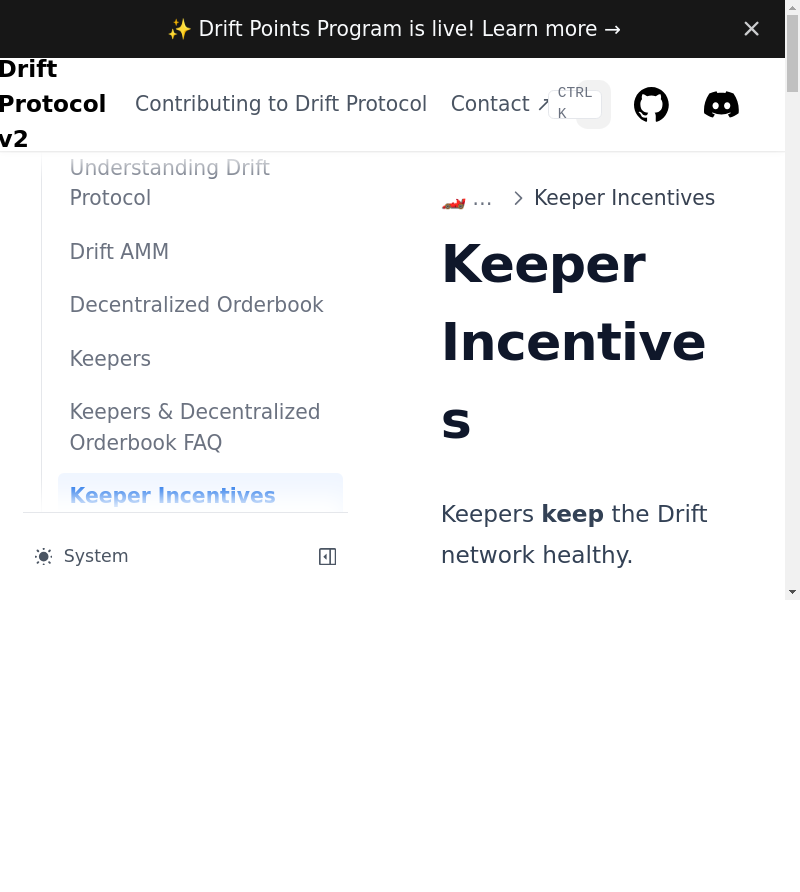 ✨ Drift Points Program is live! Learn more →
Drift
Protocol
v2
Contributing to Drift Protocol
Contact ↗
CTRL
K
Understanding Drift
Protocol
Drift AMM
Decentralized Orderbook
Keepers
Keepers & Decentralized
Orderbook FAQ
Keeper Incentives
System
🏎️ … > Keeper Incentives
Keeper
Incentive
s
Keepers keep the Drift
network healthy.